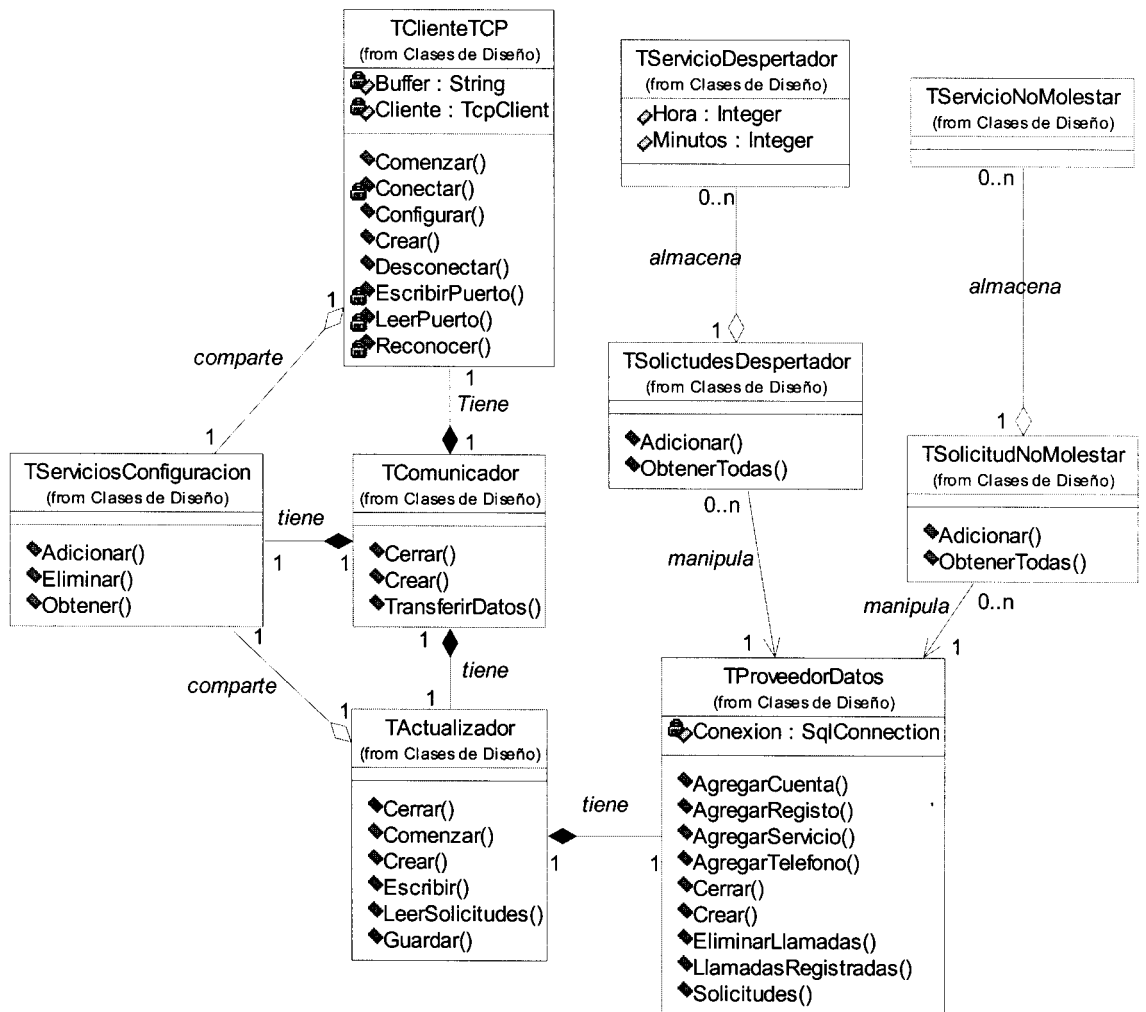 TClienteTCP
(from Clases de Diseño)
Buffer : String
Cliente : TcpClient
Comenzar()
Conectar()
Configurar()
Crear()
Desconectar()
EscribirPuerto()
LeerPuerto()
Reconocer()
TServicioDespertador
(from Clases de Diseño)
Hora : Integer
Minutos : Integer
TServicioNoMolestar
(from Clases de Diseño)
0..n
0..n
almacena
almacena
1
comparte
1
1
Tiene
1
1
TSolictudesDespertador
(from Clases de Diseño)
Adicionar()
ObtenerTodas()
1
TSolicitudNoMolestar
(from Clases de Diseño)
Adicionar()
ObtenerTodas()
TServiciosConfiguracion
(from Clases de Diseño)
Adicionar()
Eliminar()
Obtener()
tiene
1
1
TComunicador
(from Clases de Diseño)
Cerrar()
Crear()
TransferirDatos()
0..n
manipula
1
0..n
manipula
1
1
comparte
1
1
tiene
1
TActualizador
(from Clases de Diseño)
Cerrar()
Comenzar()
Crear()
Escribir()
LeerSolicitudes()
Guardar()
tiene
1
1
TProveedorDatos
(from Clases de Diseño)
Conexion : SqlConnection
AgregarCuenta()
AgregarRegisto()
AgregarServicio()
AgregarTelefono()
Cerrar()
Crear()
EliminarLlamadas()
LlamadasRegistradas()
Solicitudes()